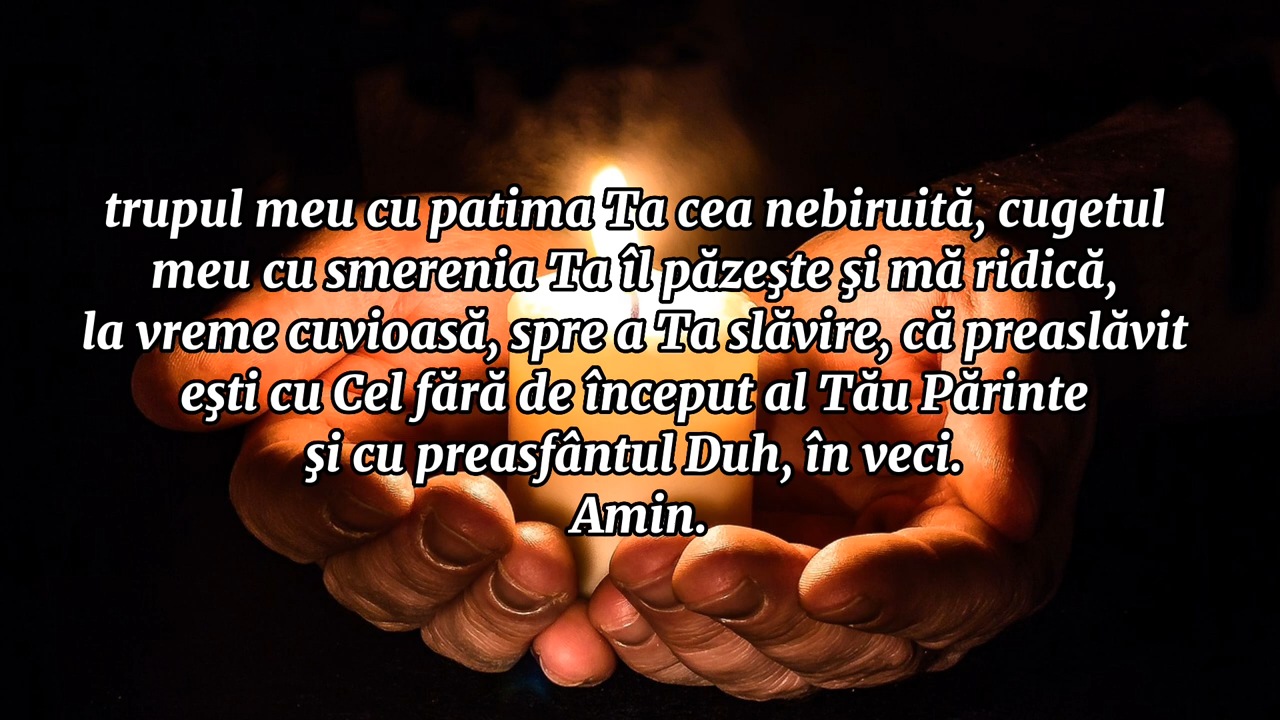 trupul meu cu patima Ta cea nebiruită, cugetul
meu cu smerenia Ta îl păzeşte şi mă ridică,
la vreme cuvioasă, spre a Ta slăvire, că preaslăvit
eşti cu Cel fără de început al Tău Părinte
şi cu preasfântul Duh, în veci.
Amin.